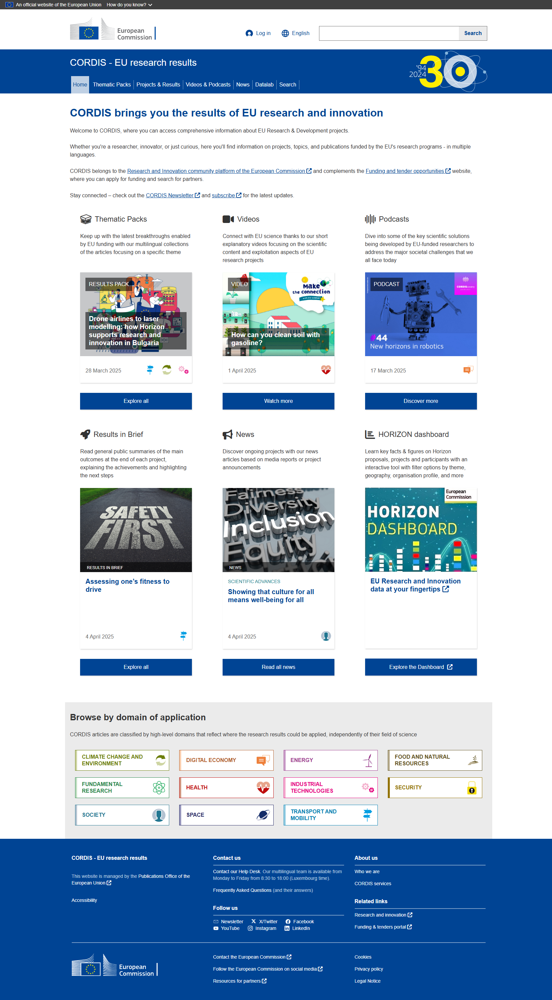 An official website of the European Union How do you know?
European
Commission
Log in
English
Search
CORDIS - EU research results
'94
2024
30
Home
Thematic Packs
Projects & Results
Videos & Podcasts
News
Datalab
Search
CORDIS brings you the results of EU research and innovation
Welcome to CORDIS, where you can access comprehensive information about EU Research & Development projects.
Whether you're a researcher, innovator, or just curious, here you'll find information on projects, topics, and publications funded by the EU's research programs - in multiple
languages.
CORDIS belongs to the Research and Innovation community platform of the European Commission and complements the Funding and tender opportunities website,
where you can apply for funding and search for partners.
Stay connected – check out the CORDIS Newsletter and subscribe for the latest updates.
Thematic Packs
Keep up with the latest breakthroughs enabled
by EU funding with our multilingual collections
of the articles focusing on a specific theme
RESULTS PACK
Drone airlines to laser
modelling: how Horizon
supports research and
innovation in Bulgaria
28 March 2025
Explore all
Videos
Connect with EU science thanks to our short
explanatory videos focusing on the scientific
content and exploitation aspects of EU
research projects
VIDEO
Make
the connection
with EU science
How can you clean soil with
gasoline?
1 April 2025
Watch more
Podcasts
Dive into some of the key scientific solutions
being developed by EU-funded researchers to
address the major societal challenges that we
all face today
PODCAST
CORDIScovery
podcast
#44
New horizons in robotics
17 March 2025
Discover more
Results in Brief
Read general public summaries of the main
outcomes at the end of each project,
explaining the achievements and highlighting
the next steps
SAFETY
FIRST
RESULTS IN BRIEF
Assessing one’s fitness to
drive
4 April 2025
Explore all
News
Discover ongoing projects with our news
articles based on media reports or project
announcements
Fairness
Diversity
Inclusion
Equity
NEWS
SCIENTIFIC ADVANCES
Showing that culture for all
means well-being for all
4 April 2025
Read all news
HORIZON dashboard
Learn key facts & figures on Horizon
proposals, projects and participants with an
interactive tool with filter options by theme,
geography, organisation profile, and more
European
Commission
HORIZON
DASHBOARD
EU Research and Innovation
data at your fingertips
Explore the Dashboard
Browse by domain of application
CORDIS articles are classified by high-level domains that reflect where the research results could be applied, independently of their field of science
CLIMATE CHANGE AND
ENVIRONMENT
DIGITAL ECONOMY
ENERGY
FOOD AND NATURAL
RESOURCES
FUNDAMENTAL
RESEARCH
HEALTH
INDUSTRIAL
TECHNOLOGIES
SECURITY
SOCIETY
SPACE
TRANSPORT AND
MOBILITY
CORDIS - EU research results
This website is managed by the Publications Office of the
European Union
Accessibility
Contact us
Contact our Help Desk. Our multilingual team is available from
Monday to Friday from 8:30 to 18:00 (Luxembourg time).
Frequently Asked Questions (and their answers)
Follow us
Newsletter
X/Twitter
Facebook
YouTube
Instagram
LinkedIn
About us
Who we are
CORDIS services
Related links
Research and innovation
Funding & tenders portal
European
Commission
Contact the European Commission
Follow the European Commission on social media
Resources for partners
Cookies
Privacy policy
Legal Notice